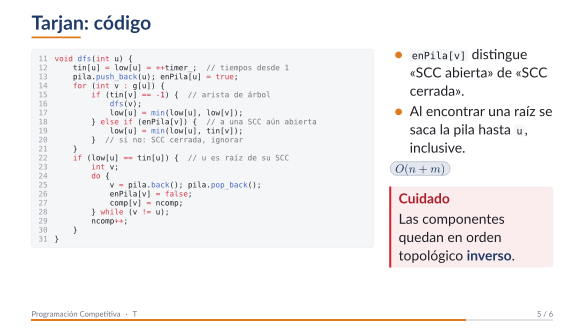 Tarjan: código
11 void dfs(int u) {
12     tin[u] = low[u] = ++timer_;  // tiempos desde 1
13     pila.push_back(u); enPila[u] = true;
14     for (int v : g[u]) {
15         if (tin[v] == -1) {  // arista de árbol
16             dfs(v);
17             low[u] = min(low[u], low[v]);
18         } else if (enPila[v]) {  // a una SCC aún abierta
19             low[u] = min(low[u], tin[v]);
20         }  // si no: SCC cerrada, ignorar
21     }
22     if (low[u] == tin[u]) {  // u es raíz de su SCC
23         int v;
24         do {
25             v = pila.back(); pila.pop_back();
26             enPila[v] = false;
27             comp[v] = ncomp;
28         } while (v != u);
29         ncomp++;
30     }
31 }
• enPila[v] distingue
«SCC abierta» de «SCC
cerrada».
• Al encontrar una raíz se
saca la pila hasta u,
inclusive.
O(n + m)
Cuidado
Las componentes
quedan en orden
topológico inverso.
Programación Competitiva · T
5 / 6